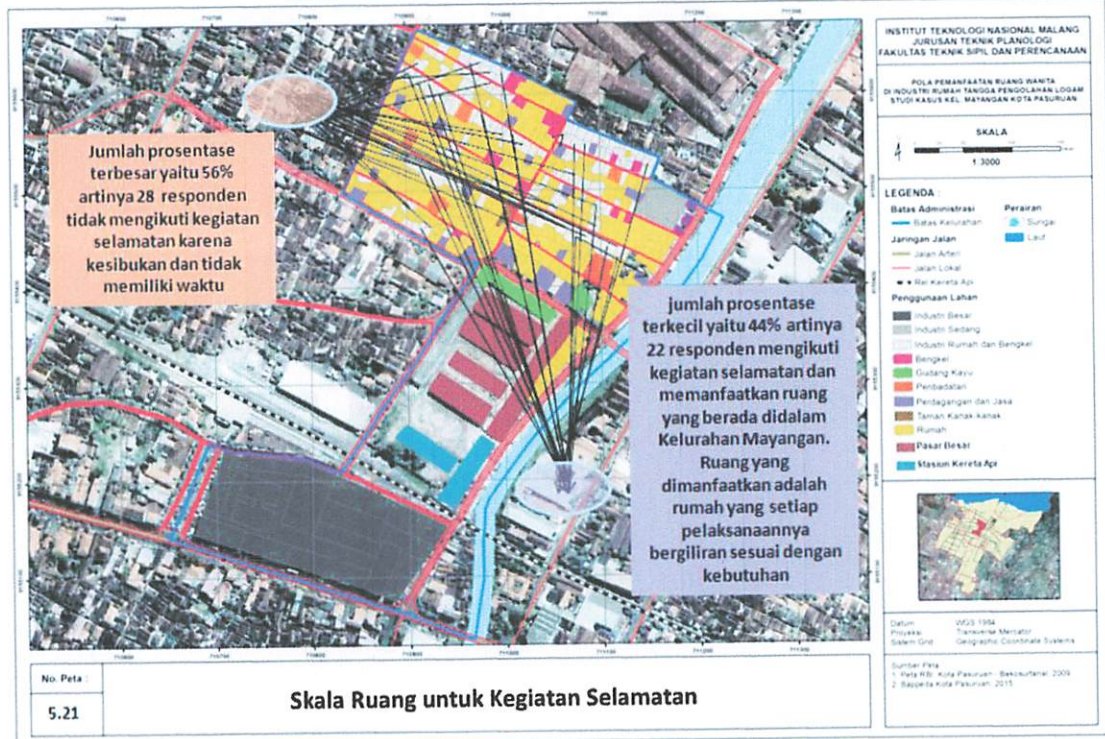 INSTITUT TEKNOLOGI NASIONAL MALANG
JURUSAN TEKNIK PLANOLOGI
FAKULTAS TEKNIK SIPIL DAN PERENCANAAN
POLA PEMANFAATAN RUANG WANITA
DI INDUSTRI RUMAH TANGGA PENGOLAHAN LOGAM
STUDI KASUS KEL. MAYANGAN KOTA PASURUAN
SKALA
1:3000
LEGENDA :
Batas Administrasi
Batas Kelurahan
Jaringan Jalan
Jalan Arteri
Jalan Lokal
Rel Kereta Api
Perairan
Sungai
Laut
Penggunaan Lahan
Industri Besar
Industri Sedang
Industri Rumah dan Bengkel
Bengkel
Gudang Kayu
Peribadatan
Perdagangan dan Jasa
Taman Kanak-kanak
Rumah
Pasar Besar
Stasiun Kereta Api
Jumlah prosentase
terbesar yaitu 56%
artinya 28 responden
tidak mengikuti kegiatan
selamatan karena
kesibukan dan tidak
memiliki waktu
jumlah prosentase
terkecil yaitu 44% artinya
22 responden mengikuti
kegiatan selamatan dan
memanfaatkan ruang
yang berada didalam
Kelurahan Mayangan.
Ruang yang
dimanfaatkan adalah
rumah yang setiap
pelaksanaannya
bergiliran sesuai dengan
kebutuhan
Datum WGS 1984
Proyeksi Transverse Mercator
Sistem Grid Geographic Coordinate Systems
Sumber Peta
1. Peta RBI Kota Pasuruan : Bakosurtanal, 2009
2. Bappeda Kota Pasuruan, 2015
No. Peta :
5.21
Skala Ruang untuk Kegiatan Selamatan